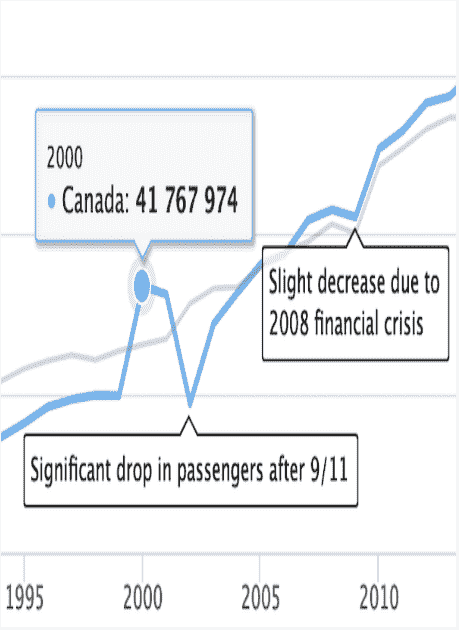 2000
● Canada: 41 767 974
Slight decrease due to
2008 financial crisis
Significant drop in passengers after 9/11
1995 2000 2005 2010